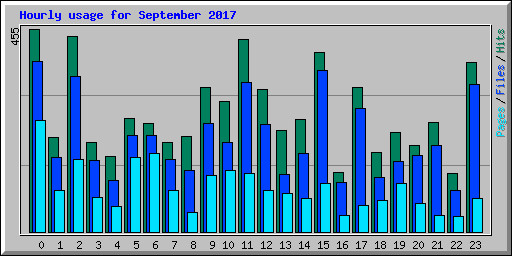 Hourly usage for September 2017
455
Pages/Files/Hits
0 1 2 3 4 5 6 7 8 9 10 11 12 13 14 15 16 17 18 19 20 21 22 23